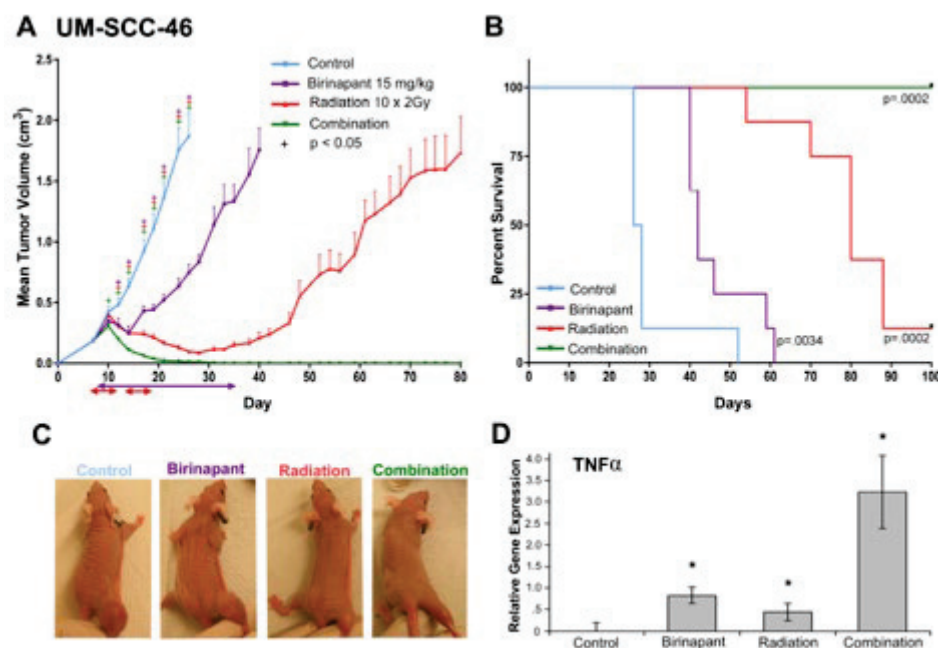 A UM-SCC-46
Mean Tumor Volume (cm³)
2.5
2.0
1.5
1.0
0.5
0.0
0 10 20 30 40 50 60 70 80
Day
Control
Birinapant 15 mg/kg
Radiation 10 x 2Gy
Combination
+ p < 0.05
B
Percent Survival
100
75
50
25
0
0 10 20 30 40 50 60 70 80 90 100
Days
Control
Birinapant
Radiation
Combination
p=.0002
p=.0034
p=.0002
C
Control Birinapant Radiation Combination
D
TNFα
Relative Gene Expression
4.0
3.5
3.0
2.5
2.0
1.5
1.0
.5
0
* * *
Control Birinapant Radiation Combination